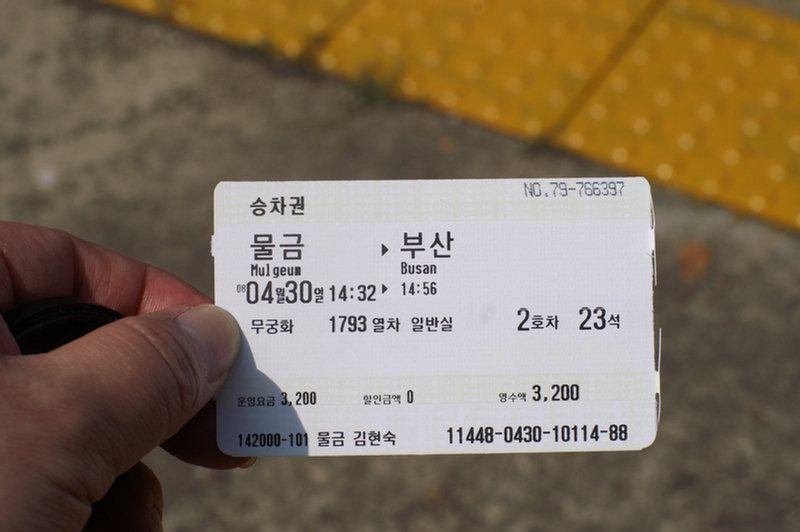 NO.79-766397
승차권
물금 ▶ 부산
Mulgeum Busan
08 04월30일 14:32 ▶ 14:56
무궁화 1793 열차 일반실 2호차 23석
운임요금 3,200 할인금액 0 영수액 3,200
142000-101 물금 김현숙 11448-0430-10114-88